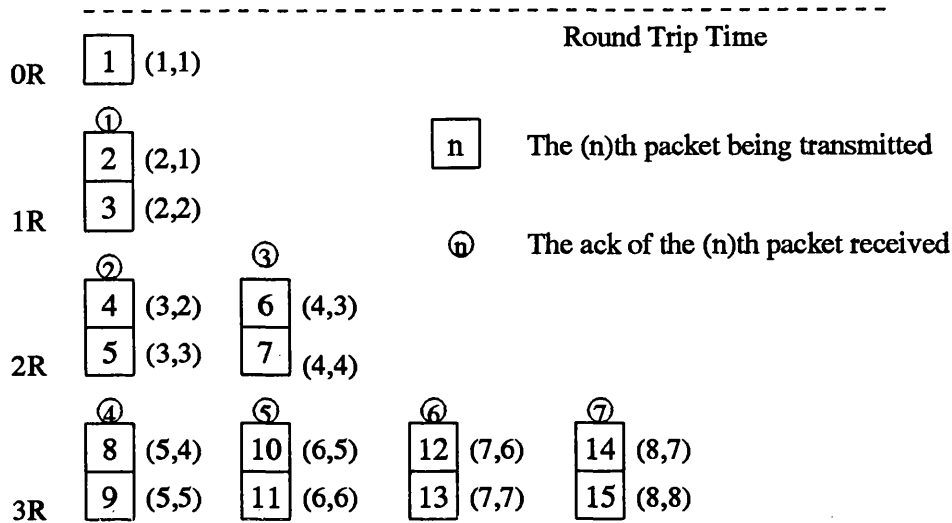 Round Trip Time
0R 1 (1,1)
1
2 (2,1)
n The (n)th packet being transmitted
3 (2,2)
1R
n The ack of the (n)th packet received
2 3
4 (3,2) 6 (4,3)
5 (3,3) 7 (4,4)
2R
4 5 6 7
8 (5,4) 10 (6,5) 12 (7,6) 14 (8,7)
9 (5,5) 11 (6,6) 13 (7,7) 15 (8,8)
3R